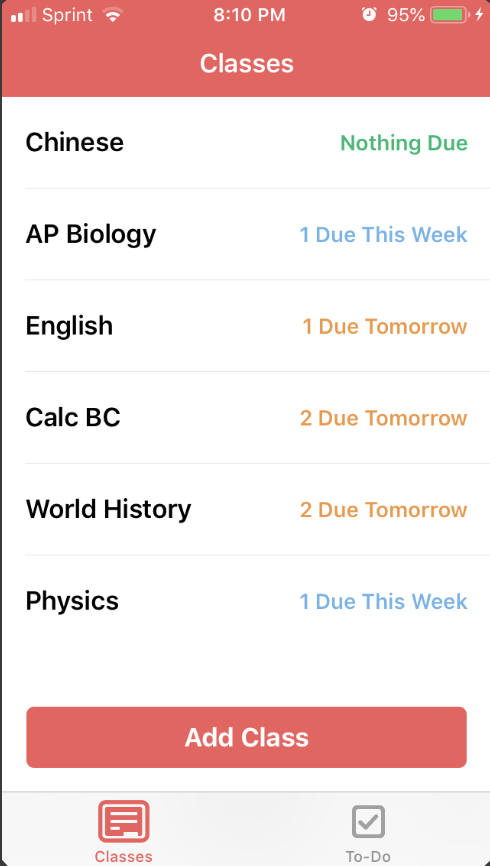 Sprint 8:10 PM 95%
Classes
Chinese Nothing Due
AP Biology 1 Due This Week
English 1 Due Tomorrow
Calc BC 2 Due Tomorrow
World History 2 Due Tomorrow
Physics 1 Due This Week
Add Class
Classes To-Do